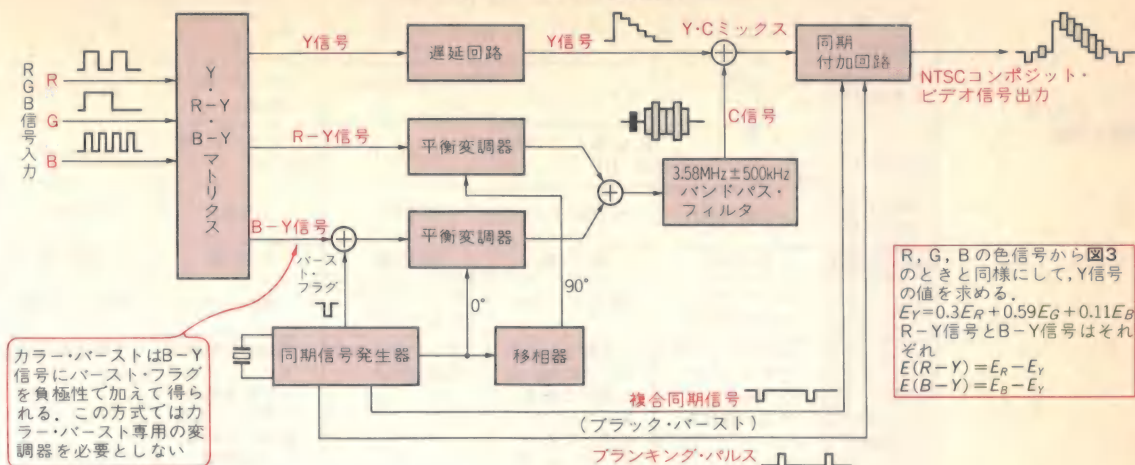 RGB信号入力
R
G
B
Y・R-Y・B-Yマトリクス
Y信号
遅延回路
Y信号
Y・Cミックス
同期
付加回路
NTSCコンポジット・
ビデオ信号出力
R-Y信号
平衡変調器
C信号
3.58MHz±500kHz
バンドパス・
フィルタ
B-Y信号
バースト・フラグ
平衡変調器
0°
90°
同期信号発生器
移相器
複合同期信号
(ブラック・バースト)
ブランキング・パルス
カラー・バーストはB-Y
信号にバースト・フラグ
を負極性で加えて得ら
れる.この方式ではカ
ラー・バースト専用の変
調器を必要としない
R, G, Bの色信号から図3
のときと同様にして,Y信号
の値を求める.
EY=0.3ER+0.59EG+0.11EB
R-Y信号とB-Y信号はそれ
ぞれ
E(R-Y)=ER-EY
E(B-Y)=EB-EY